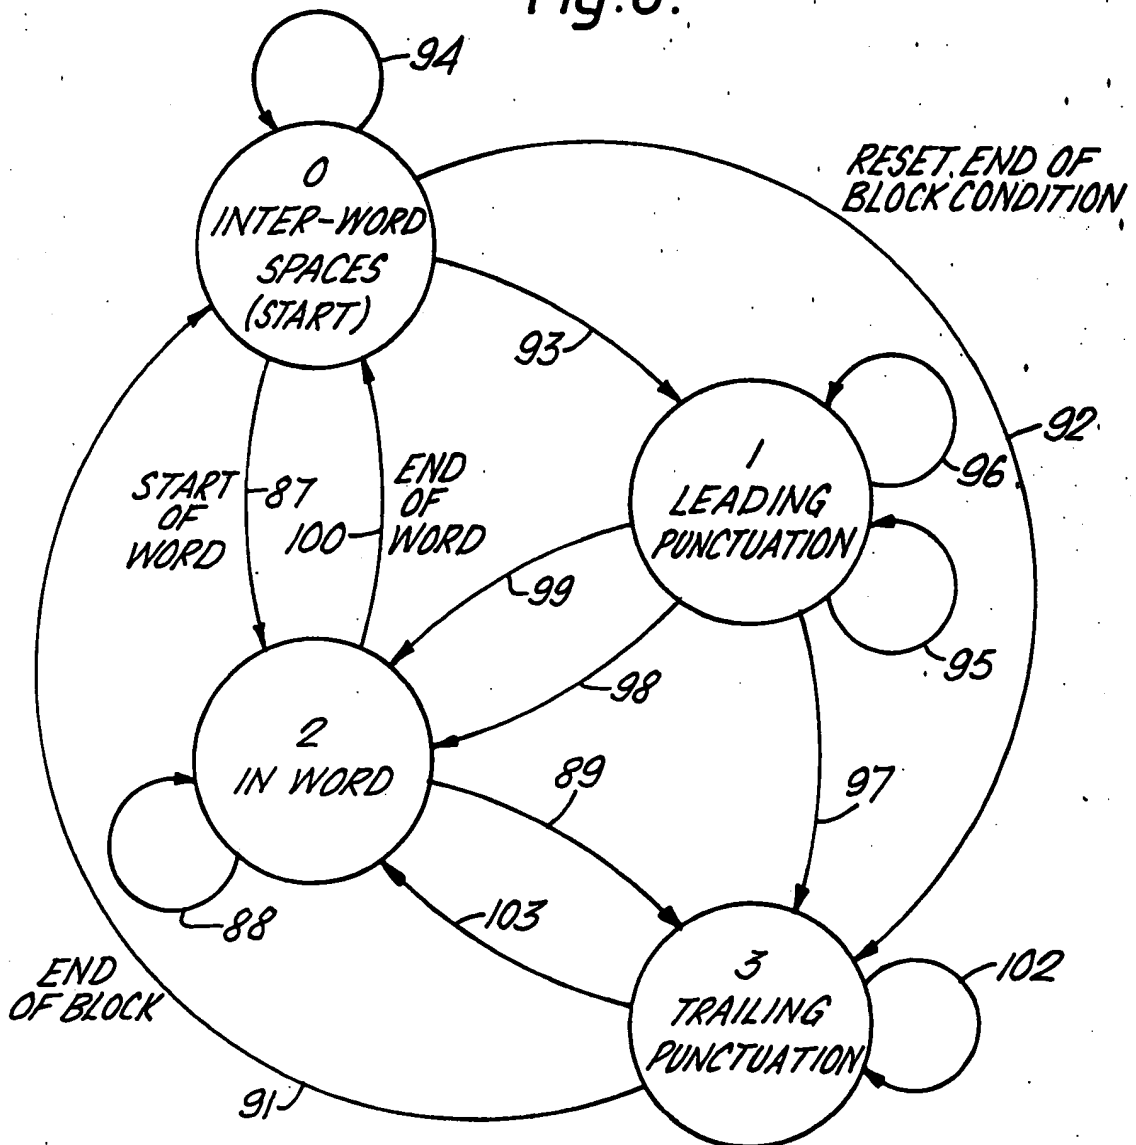 94
0
INTER-WORD
SPACES
(START)
RESET. END OF
BLOCK CONDITION
93
92
96
1
LEADING
PUNCTUATION
START
OF
WORD
87
END
OF
WORD
100
99
95
98
2
IN WORD
89
97
88
103
3
TRAILING
PUNCTUATION
102
END
OF BLOCK
91